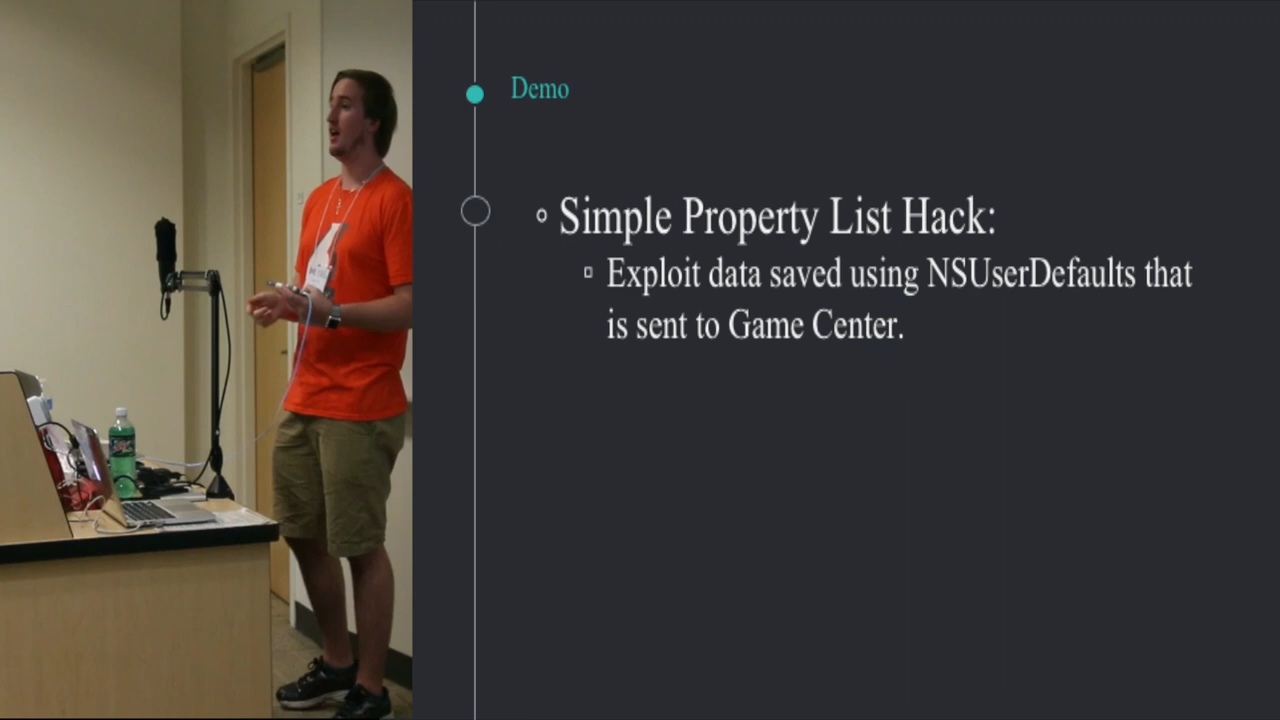 Demo
Simple Property List Hack:
Exploit data saved using NSUserDefaults that
is sent to Game Center.